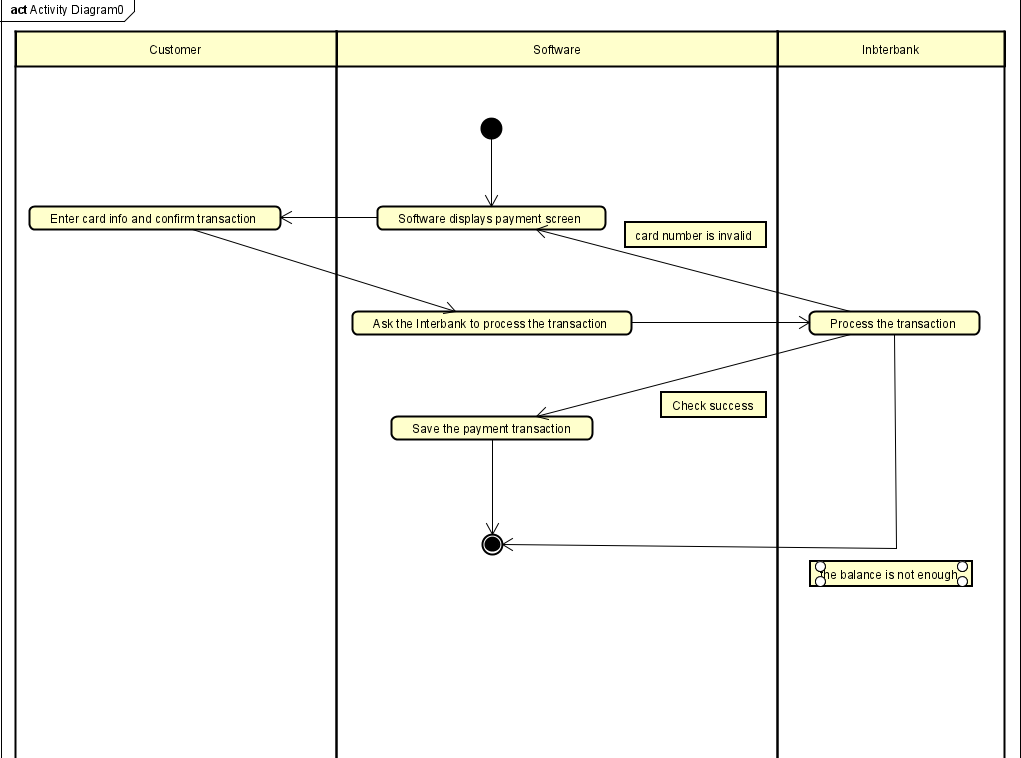 act Activity Diagram0
Customer
Software
Inbterbank
Enter card info and confirm transaction
Software displays payment screen
card number is invalid
Ask the Interbank to process the transaction
Process the transaction
Check success
Save the payment transaction
the balance is not enough